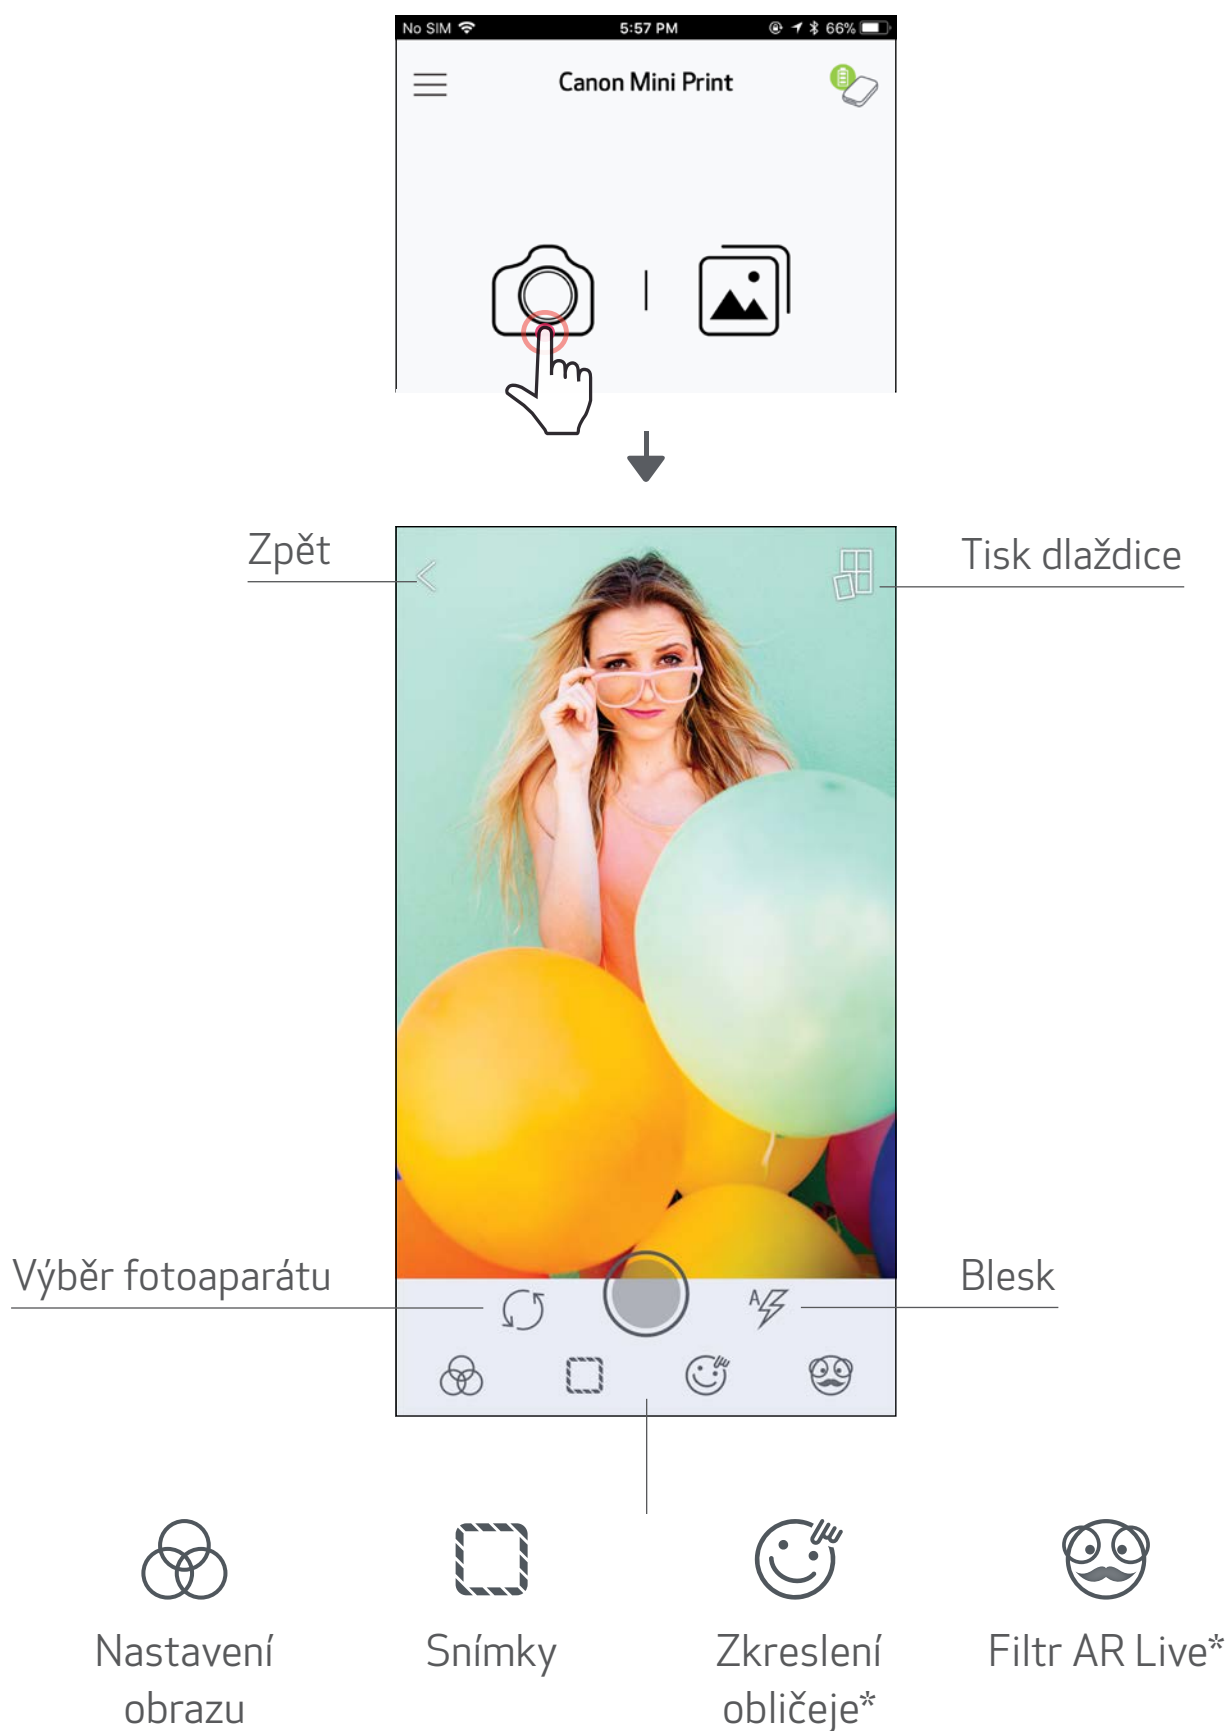 No SIM 5:57 PM 66%
Canon Mini Print
Zpět
Tisk dlaždice
Výběr fotoaparátu
Blesk
A
Nastavení
obrazu
Snímky
Zkreslení
obličeje*
Filtr AR Live*